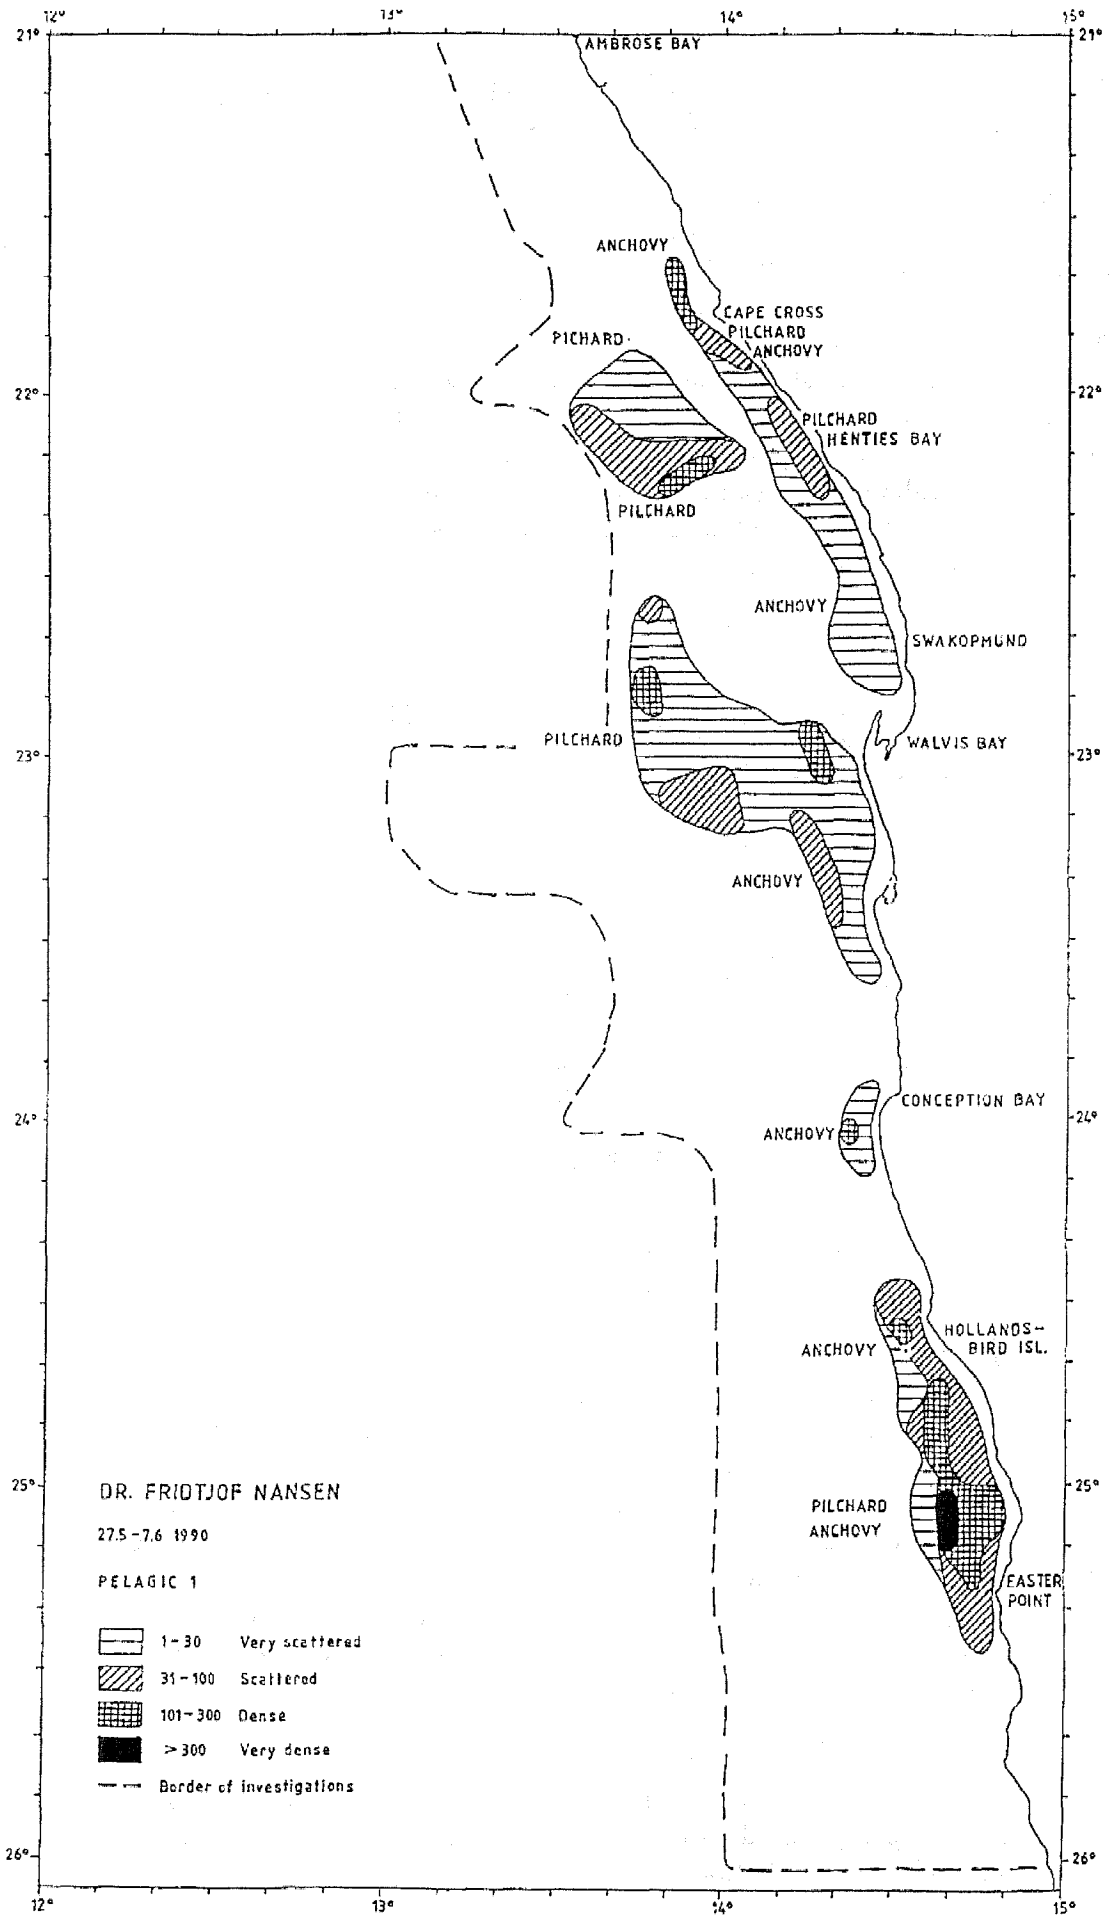 12° 13° 14° 15°
21° 21°
AMBROSE BAY
ANCHOVY
CAPE CROSS
PILCHARD
ANCHOVY
PICHARD
22° 22°
PILCHARD
HENTIES BAY
PILCHARD
ANCHOVY
SWAKOPMUND
PILCHARD
WALVIS BAY
23° 23°
ANCHOVY
CONCEPTION BAY
24° 24°
ANCHOVY
HOLLANDS-
BIRD ISL.
ANCHOVY
25° 25°
DR. FRIDTJOF NANSEN
PILCHARD
ANCHOVY
27.5-7.6 1990
PELAGIC 1
EASTER
POINT
1-30 Very scattered
31-100 Scattered
101-300 Dense
>300 Very dense
Border of investigations
26° 26°
12° 13° 14° 15°